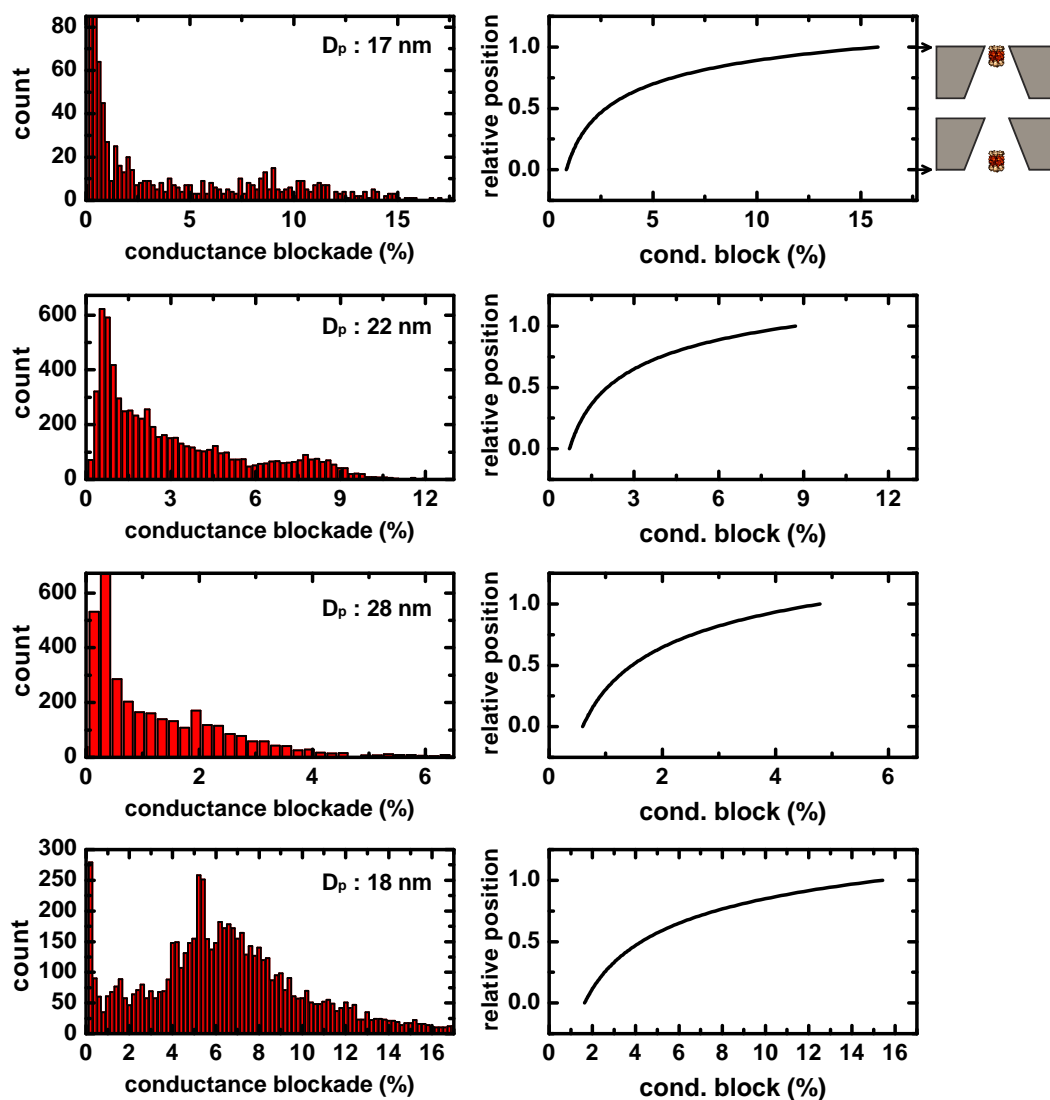 80
60
40
20
0
count
Dₚ : 17 nm
0 5 10 15
conductance blockade (%)
1.0
0.5
0.0
relative position
0 5 10 15
cond. block (%)
600
400
200
0
count
Dₚ : 22 nm
0 3 6 9 12
conductance blockade (%)
1.0
0.5
0.0
relative position
0 3 6 9 12
cond. block (%)
600
400
200
0
count
Dₚ : 28 nm
0 2 4 6
conductance blockade (%)
1.0
0.5
0.0
relative position
0 2 4 6
cond. block (%)
300
250
200
150
100
50
0
count
Dₚ : 18 nm
0 2 4 6 8 10 12 14 16
conductance blockade (%)
1.0
0.5
0.0
relative position
0 2 4 6 8 10 12 14 16
cond. block (%)